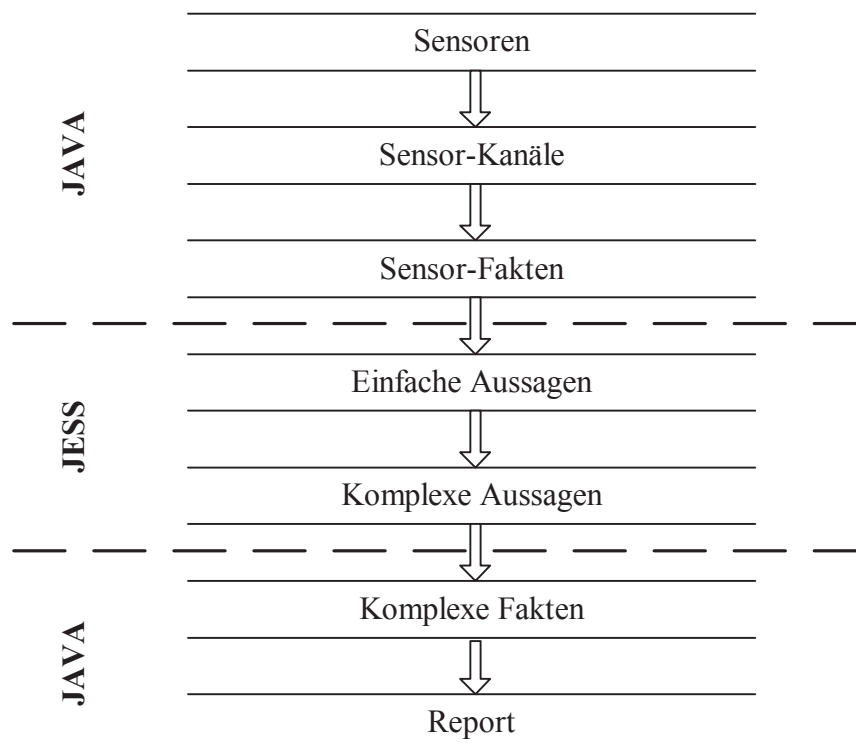 Sensoren
JAVA
Sensor-Kanäle
Sensor-Fakten
Einfache Aussagen
JESS
Komplexe Aussagen
Komplexe Fakten
JAVA
Report